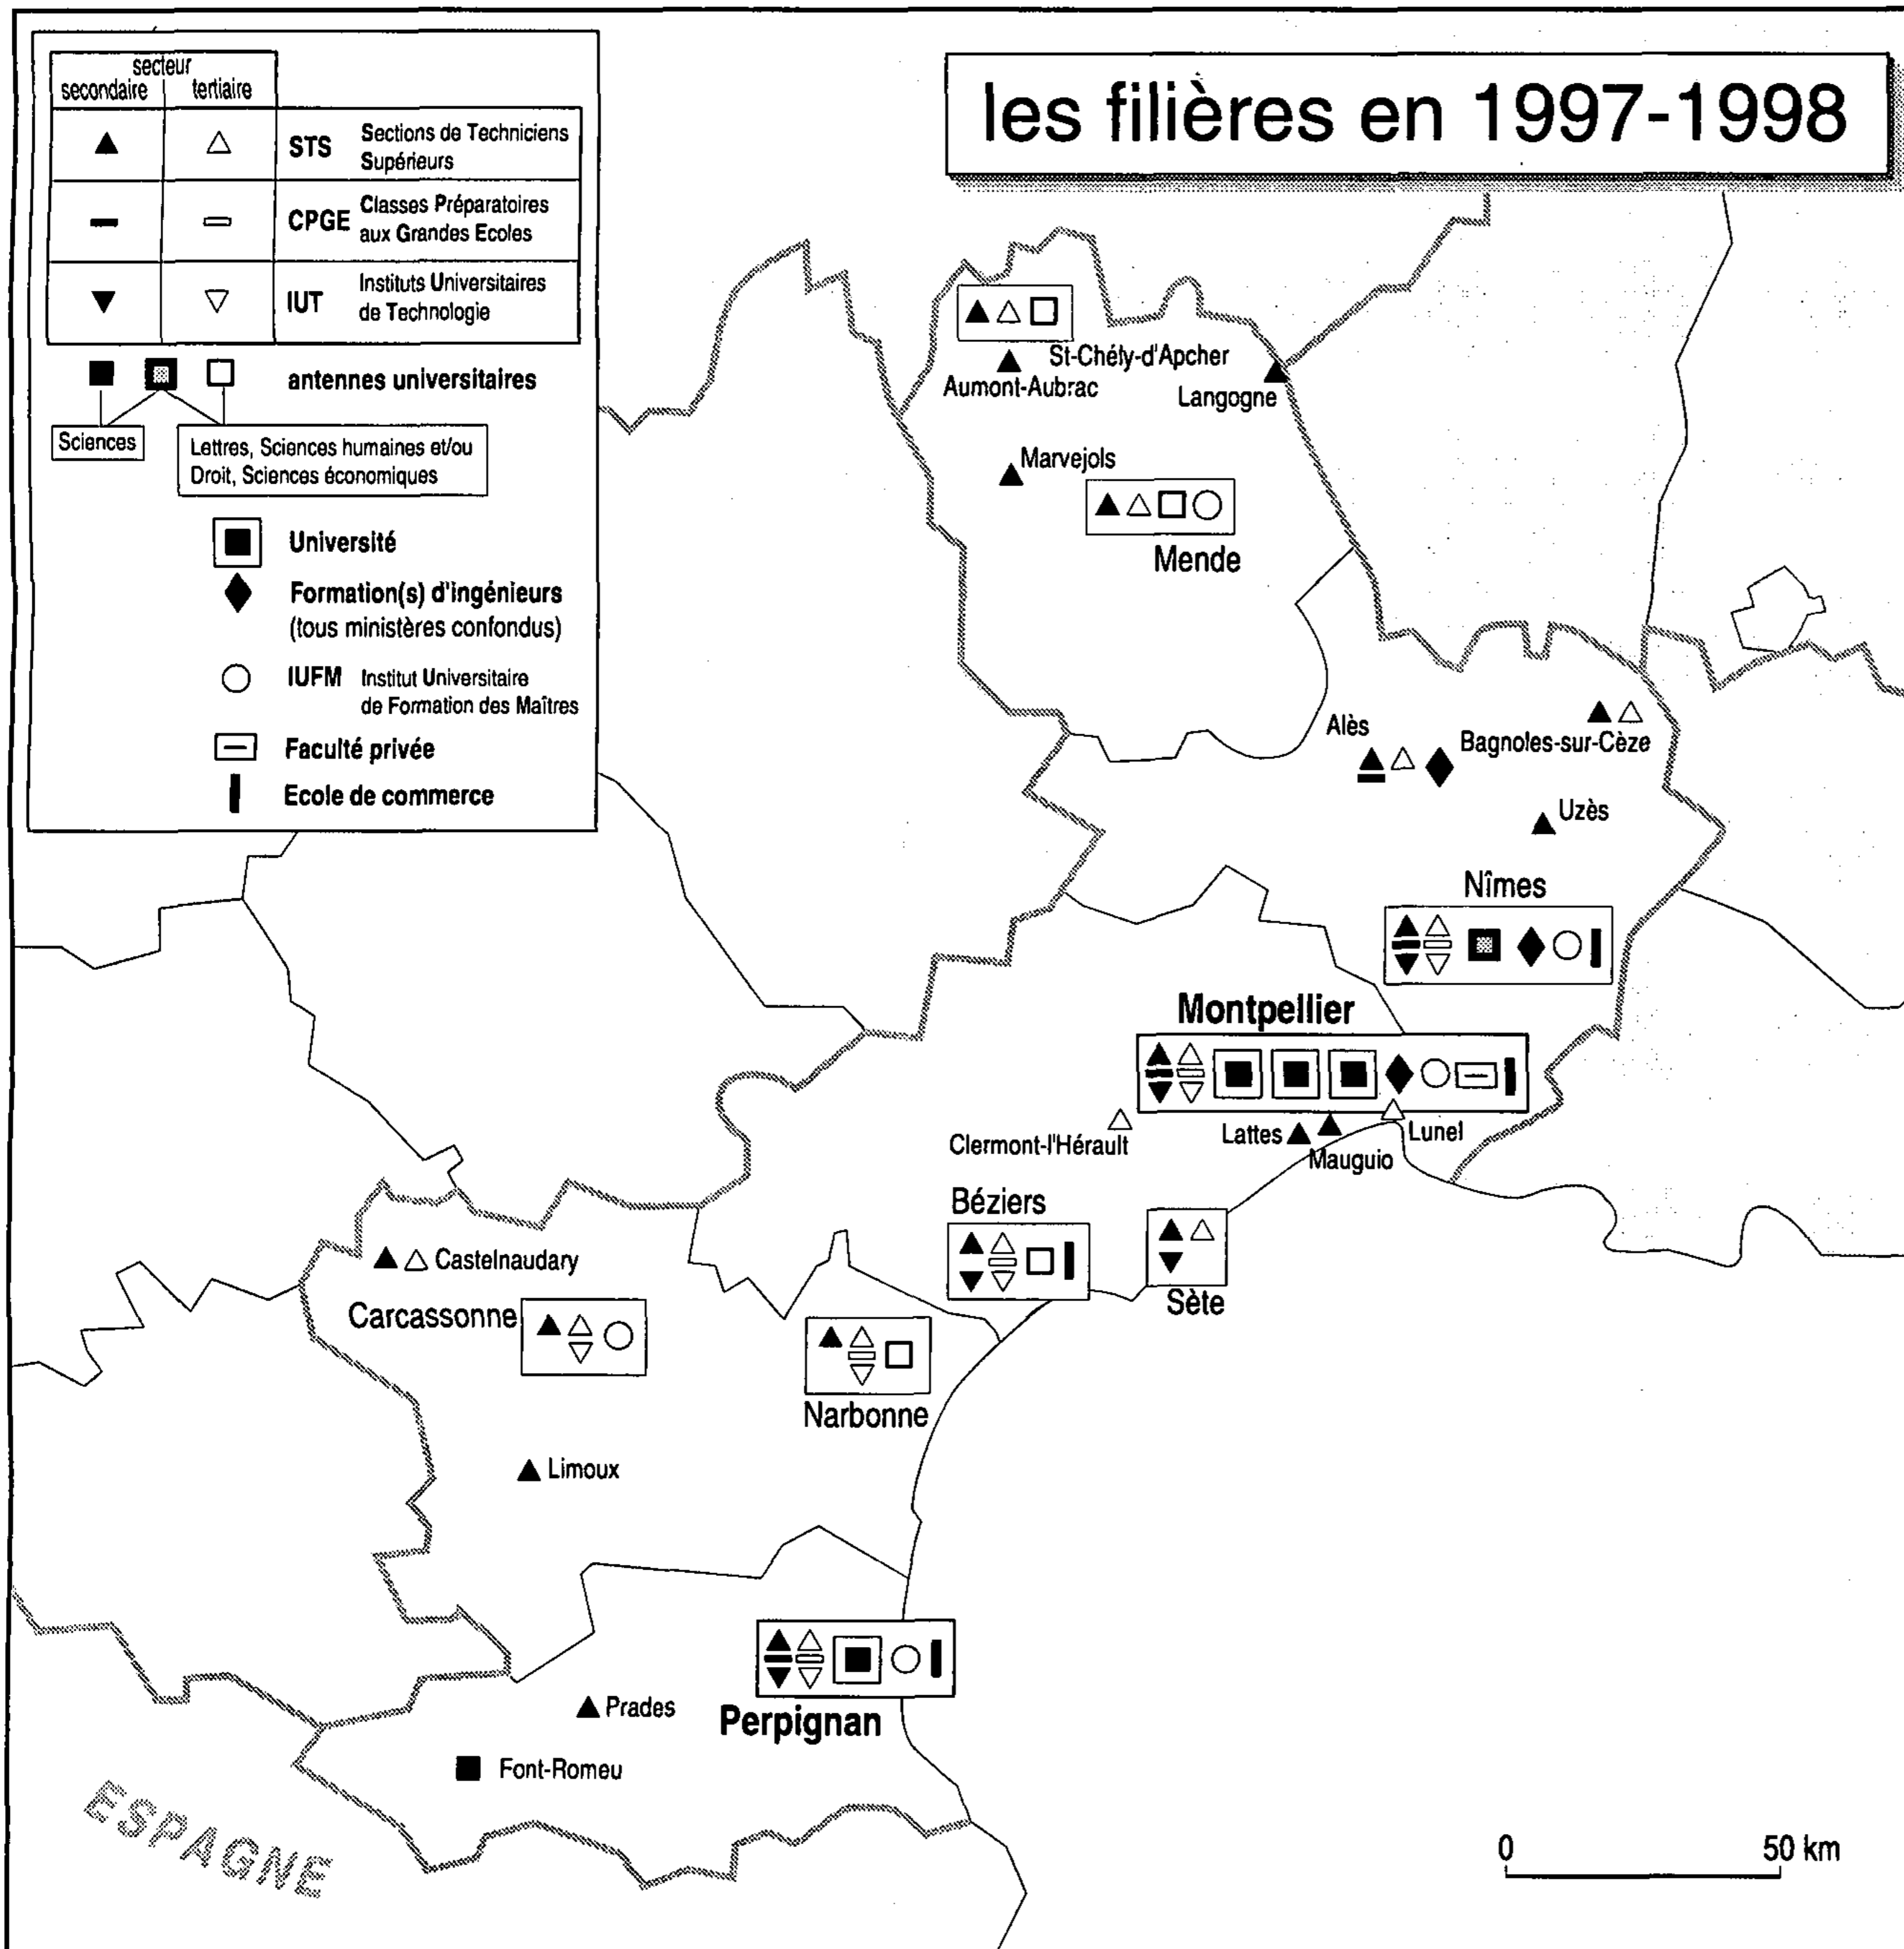 les filières en 1997-1998
secteur
secondaire tertiaire
STS Sections de Techniciens
Supérieurs
CPGE Classes Préparatoires
aux Grandes Ecoles
IUT Instituts Universitaires
de Technologie
antennes universitaires
Sciences
Lettres, Sciences humaines et/ou
Droit, Sciences économiques
Université
Formation(s) d'ingénieurs
(tous ministères confondus)
IUFM Institut Universitaire
de Formation des Maîtres
Faculté privée
Ecole de commerce
St-Chély-d'Apcher
Aumont-Aubrac
Langogne
Marvejols
Mende
Alès
Bagnoles-sur-Cèze
Uzès
Nîmes
Montpellier
Clermont-l'Hérault
Lattes
Lunel
Mauguio
Béziers
Sète
Castelnaudary
Carcassonne
Narbonne
Limoux
Perpignan
Prades
Font-Romeu
ESPAGNE
0 50 km